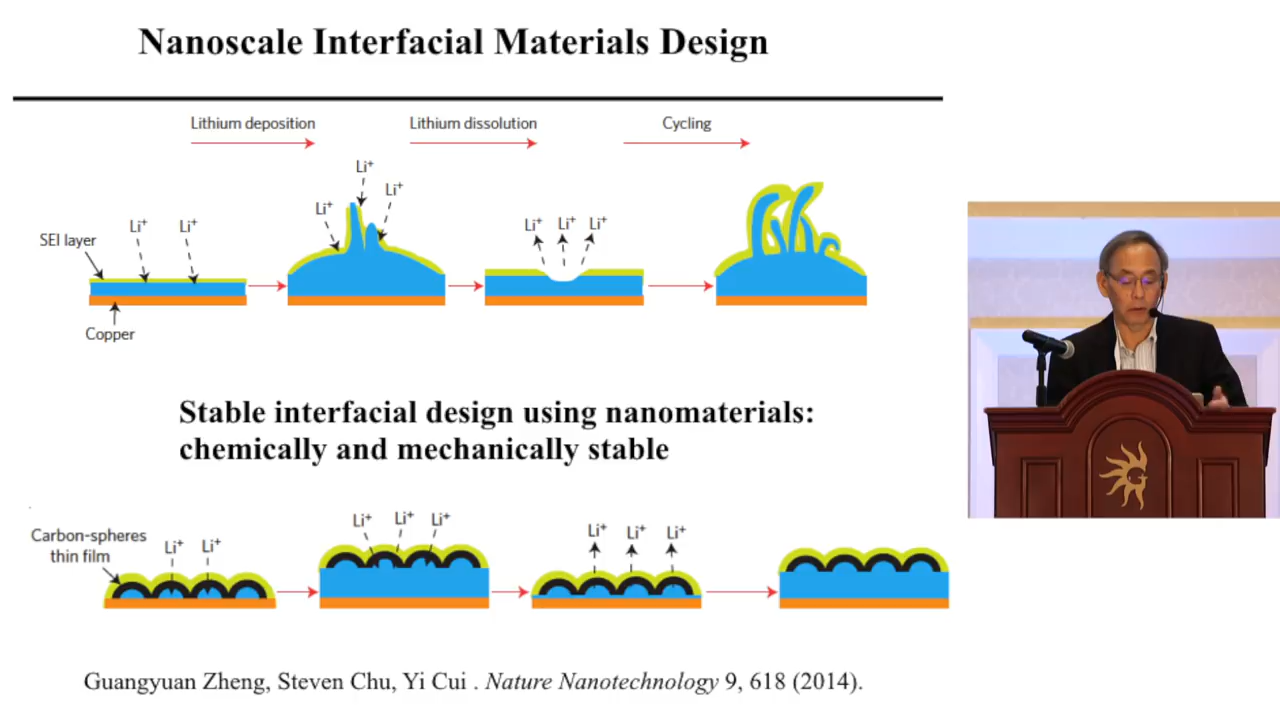 Nanoscale Interfacial Materials Design
Lithium deposition
Lithium dissolution
Cycling
Li⁺
Li⁺
Li⁺
Li⁺
Li⁺
Li⁺
Li⁺ Li⁺ Li⁺
SEI layer
Copper
Stable interfacial design using nanomaterials:
chemically and mechanically stable
Carbon-spheres
thin film
Li⁺ Li⁺
Li⁺ Li⁺ Li⁺
Li⁺ Li⁺ Li⁺
Guangyuan Zheng, Steven Chu, Yi Cui . Nature Nanotechnology 9, 618 (2014).